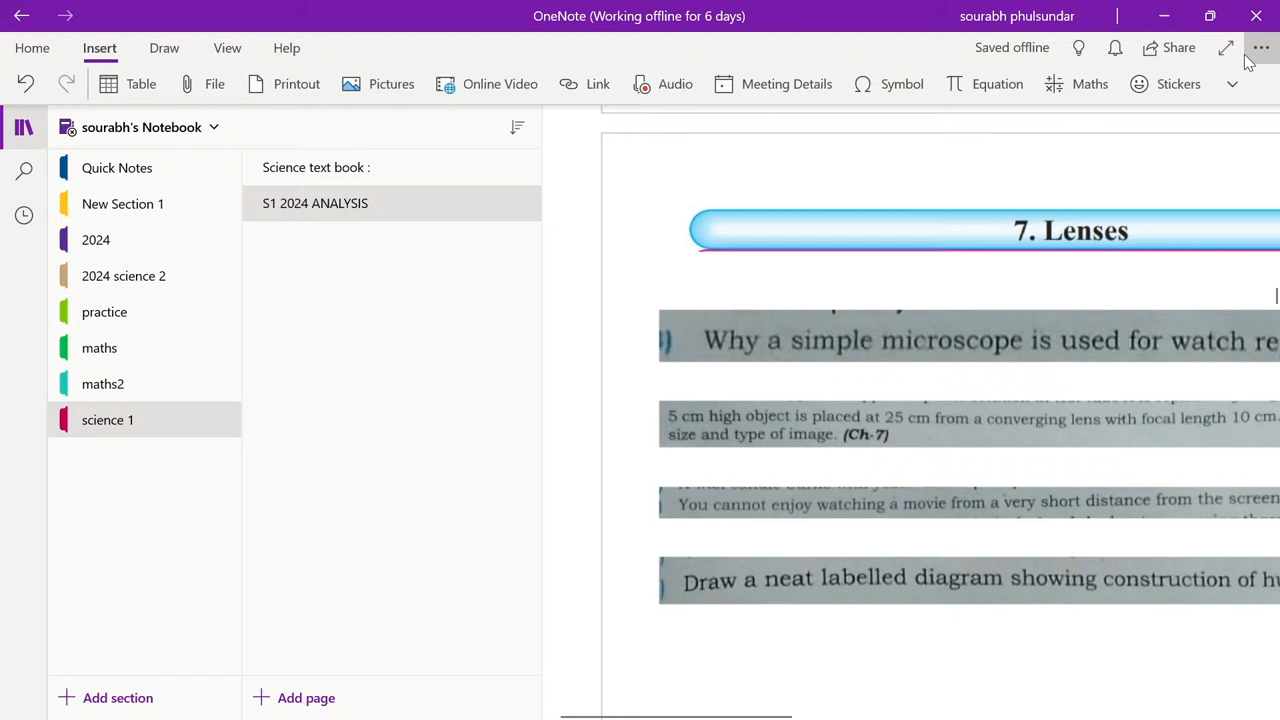 OneNote (Working offline for 6 days)
sourabh phulsundar
Home
Insert
Draw
View
Help
Saved offline
Share
Table
File
Printout
Pictures
Online Video
Link
Audio
Meeting Details
Symbol
Equation
Maths
Stickers
sourabh's Notebook
Quick Notes
New Section 1
2024
2024 science 2
practice
maths
maths2
science 1
Add section
Science text book :
S1 2024 ANALYSIS
Add page
7. Lenses
Why a simple microscope is used for watch re
5 cm high object is placed at 25 cm from a converging lens with focal length 10 cm.
size and type of image. (Ch-7)
You cannot enjoy watching a movie from a very short distance from the screen
Draw a neat labelled diagram showing construction of hu